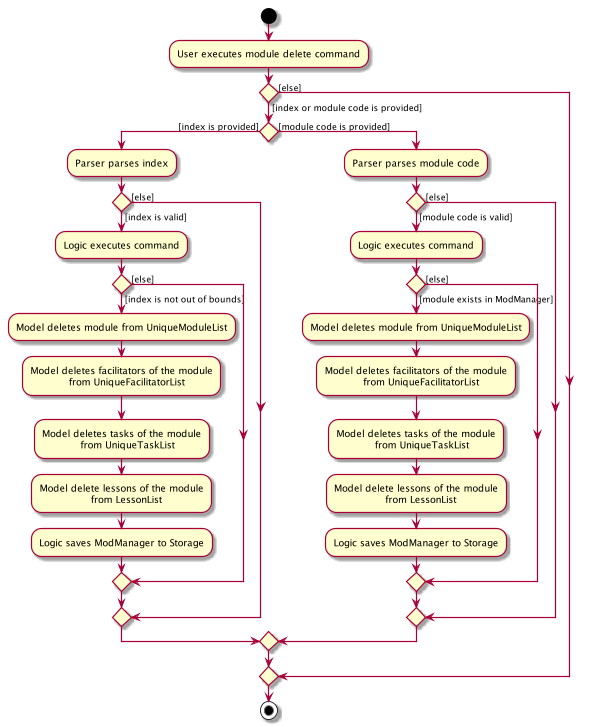 User executes module delete command
[else]
[index or module code is provided]
[index is provided]
[module code is provided]
Parser parses index
Parser parses module code
[else]
[else]
[index is valid]
[module code is valid]
Logic executes command
Logic executes command
[else]
[else]
[index is not out of bounds]
[module exists in ModManager]
Model deletes module from UniqueModuleList
Model deletes module from UniqueModuleList
Model deletes facilitators of the module
from UniqueFacilitatorList
Model deletes facilitators of the module
from UniqueFacilitatorList
Model deletes tasks of the module
from UniqueTaskList
Model deletes tasks of the module
from UniqueTaskList
Model delete lessons of the module
from LessonList
Model delete lessons of the module
from LessonList
Logic saves ModManager to Storage
Logic saves ModManager to Storage